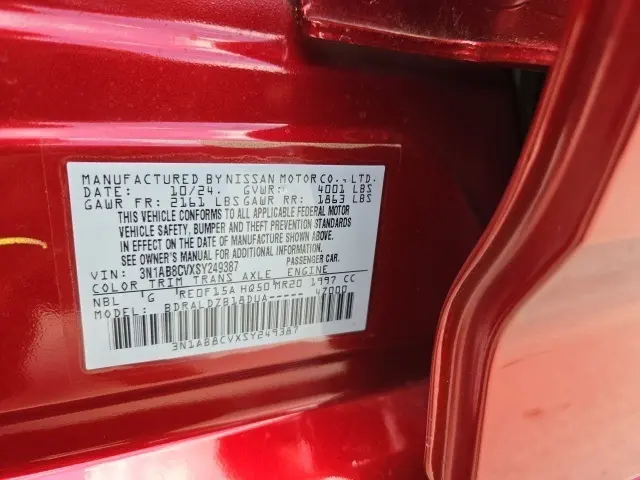 MANUFACTURED BY NISSAN MOTOR CO., LTD.
DATE: 10/24. GVWR: 4001 LBS
GAWR FR: 2161 LBS GAWR RR: 1863 LBS
THIS VEHICLE CONFORMS TO ALL APPLICABLE FEDERAL MOTOR
VEHICLE SAFETY, BUMPER AND THEFT PREVENTION STANDARDS
IN EFFECT ON THE DATE OF MANUFACTURE SHOWN ABOVE.
SEE OWNER'S MANUAL FOR ADDITIONAL INFORMATION.
VIN: 3N1AB8CVXSY249387 PASSENGER CAR.
COLOR TRIM TRANS AXLE ENGINE
NBL G RE0F15A HQ50 MR20 1997 CC
MODEL: BDRALDZB18DUA----- 4Z000
3N1AB8CVXSY249387